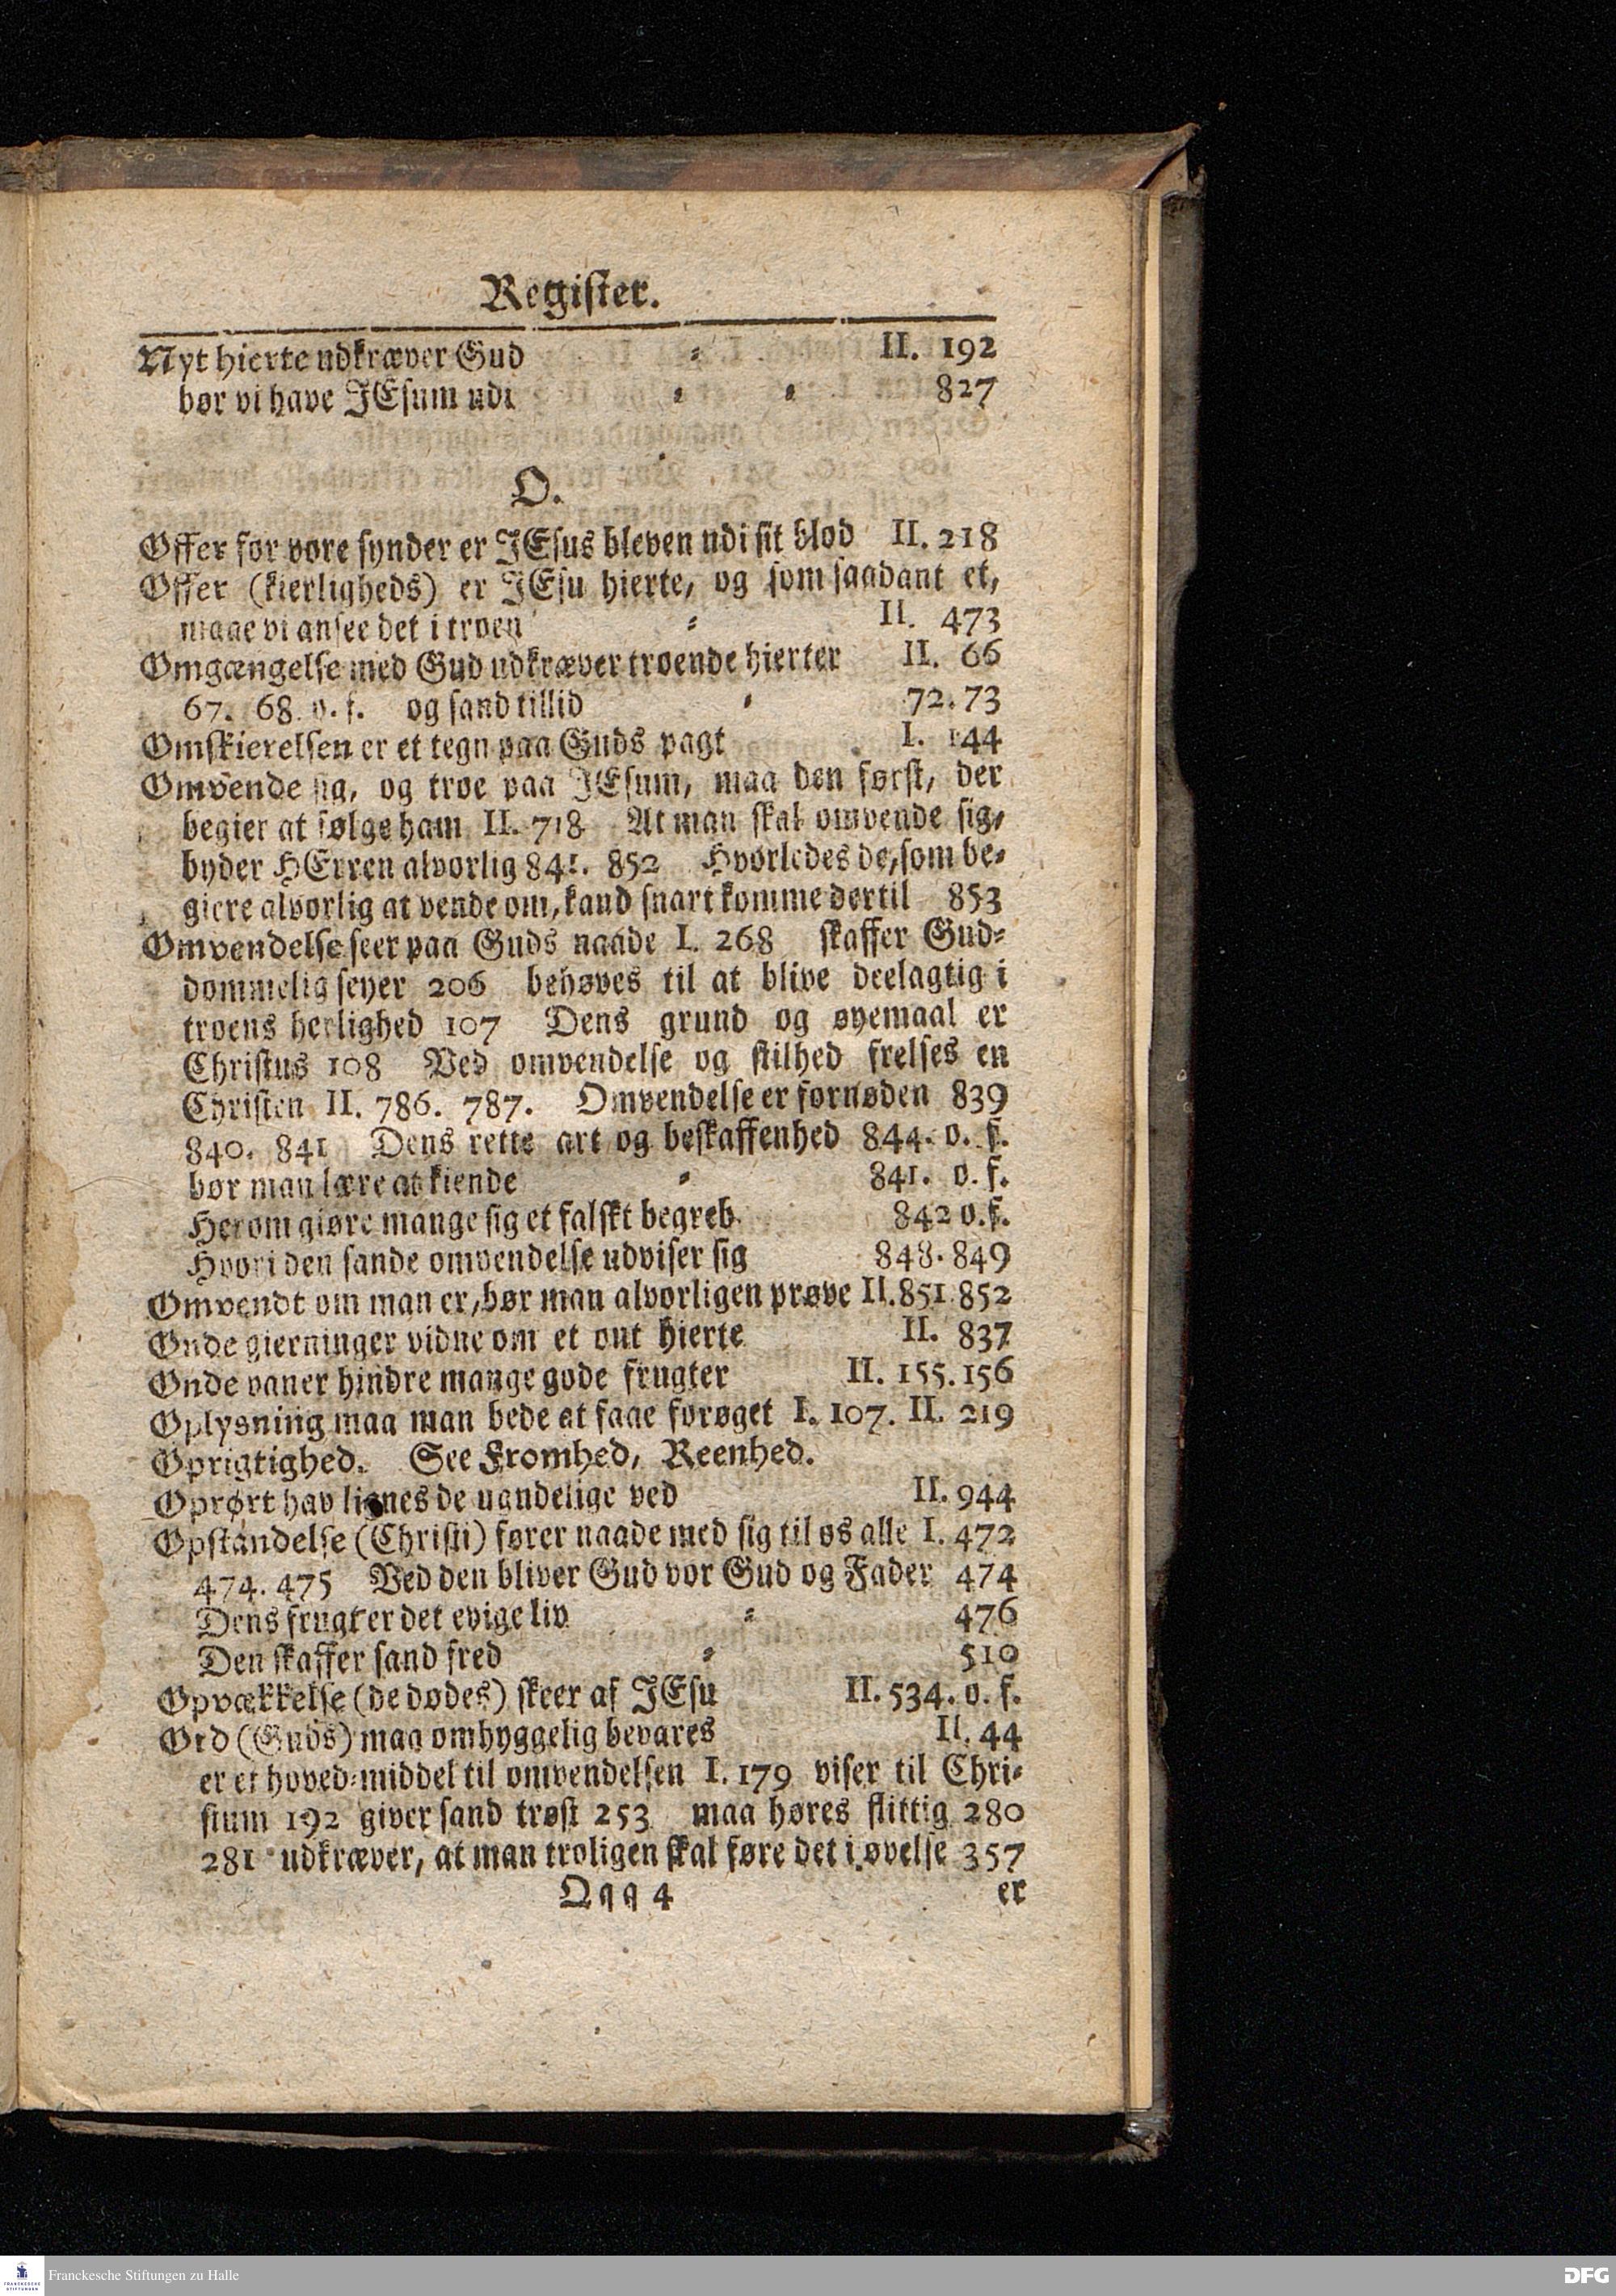 Register.
Nyt hierte udkræver Gud = II. 192
bør vi have JEsum udi = = 827
O.
Offer for vore synder er JEsus bleven udi sit blod II. 218
Offer (kierligheds) er JEsu hierte, og som saadant et,
maae vi ansee det i troen = II. 473
Omgængelse med Gud udkræver troende hierter II. 66
67. 68. o. f. og sand tillid = 72. 73
Omskierelsen er et tegn paa Guds pagt I. 144
Omvende sig, og troe paa JEsum, maa den først, der
begier at følge ham II. 718 At man skal omvende sig,
byder HErren alvorlig 841. 852 Hvorledes de, som be=
giere alvorlig at vende om, kand snart komme dertil 853
Omvendelse seer paa Guds naade I. 268 skaffer Gud=
dommelig seyer 206 behøves til at blive deelagtig i
troens herlighed 107 Dens grund og øyemaal er
Christus 108 Ved omvendelse og stilhed frelses en
Christen II. 786. 787. Omvendelse er fornøden 839
840. 841 Dens rette art og beskaffenhed 844. o. f.
bør man lære at kiende = 841. o. f.
Herom giøre mange sig et falskt begreb 842 o. f.
Hvori den sande omvendelse udviser sig 848. 849
Omvendt om man er, bør man alvorligen prøve II. 851. 852
Onde gierninger vidne om et ont hierte II. 837
Onde vaner hindre mange gode frugter II. 155. 156
Oplysning maa man bede at faae forøget I. 107. II. 219
Oprigtighed. See Fromhed, Reenhed.
Oprørt hav lignes de ugudelige ved II. 944
Opstandelse (Christi) fører naade med sig til os alle I. 472
474. 475 Ved den bliver Gud vor Gud og Fader 474
Dens frugt er det evige liv = 476
Den skaffer sand fred = 510
Opvækkelse (de dødes) skeer af JEsu II. 534. o. f.
Ord (Guds) maa omhyggelig bevares II. 44
er et hoved=middel til omvendelsen I. 179 viser til Chri=
stum 192 giver sand trøst 253 maa høres flittig 280
281 udkræver, at man troligen skal føre det i øvelse 357
Qqq 4 er
FRANCKESCHE STIFTUNGEN
Franckesche Stiftungen zu Halle
DFG